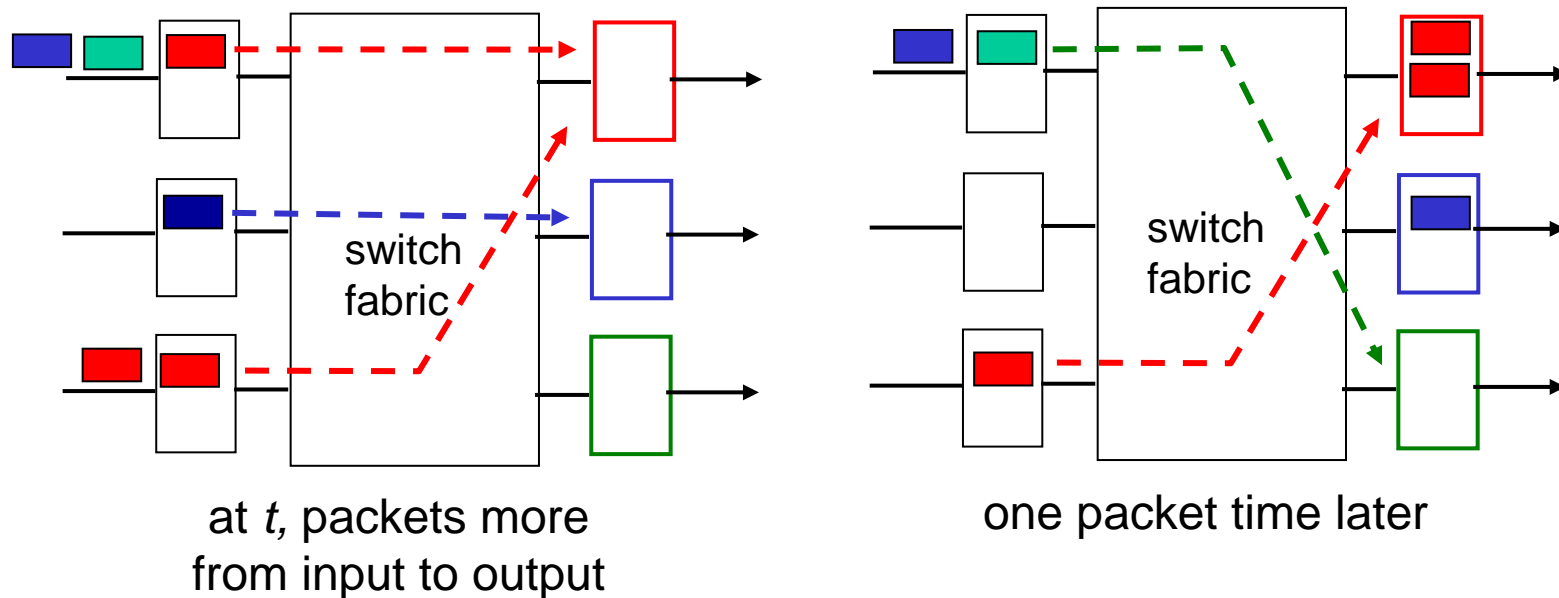 switch
fabric
switch
fabric
at t, packets more
from input to output
one packet time later